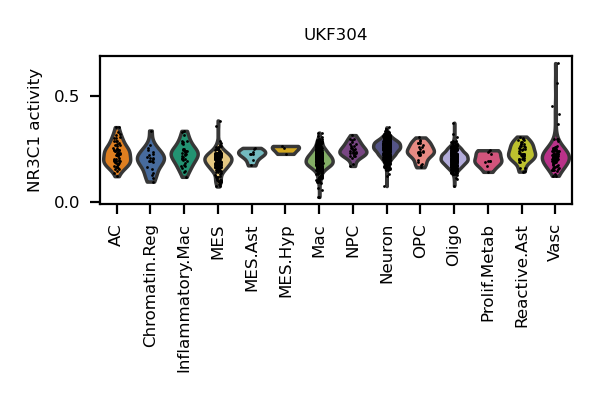 UKF304
NR3C1 activity
0.5
0.0
AC
Chromatin.Reg
Inflammatory.Mac
MES
MES.Ast
MES.Hyp
Mac
NPC
Neuron
OPC
Oligo
Prolif.Metab
Reactive.Ast
Vasc